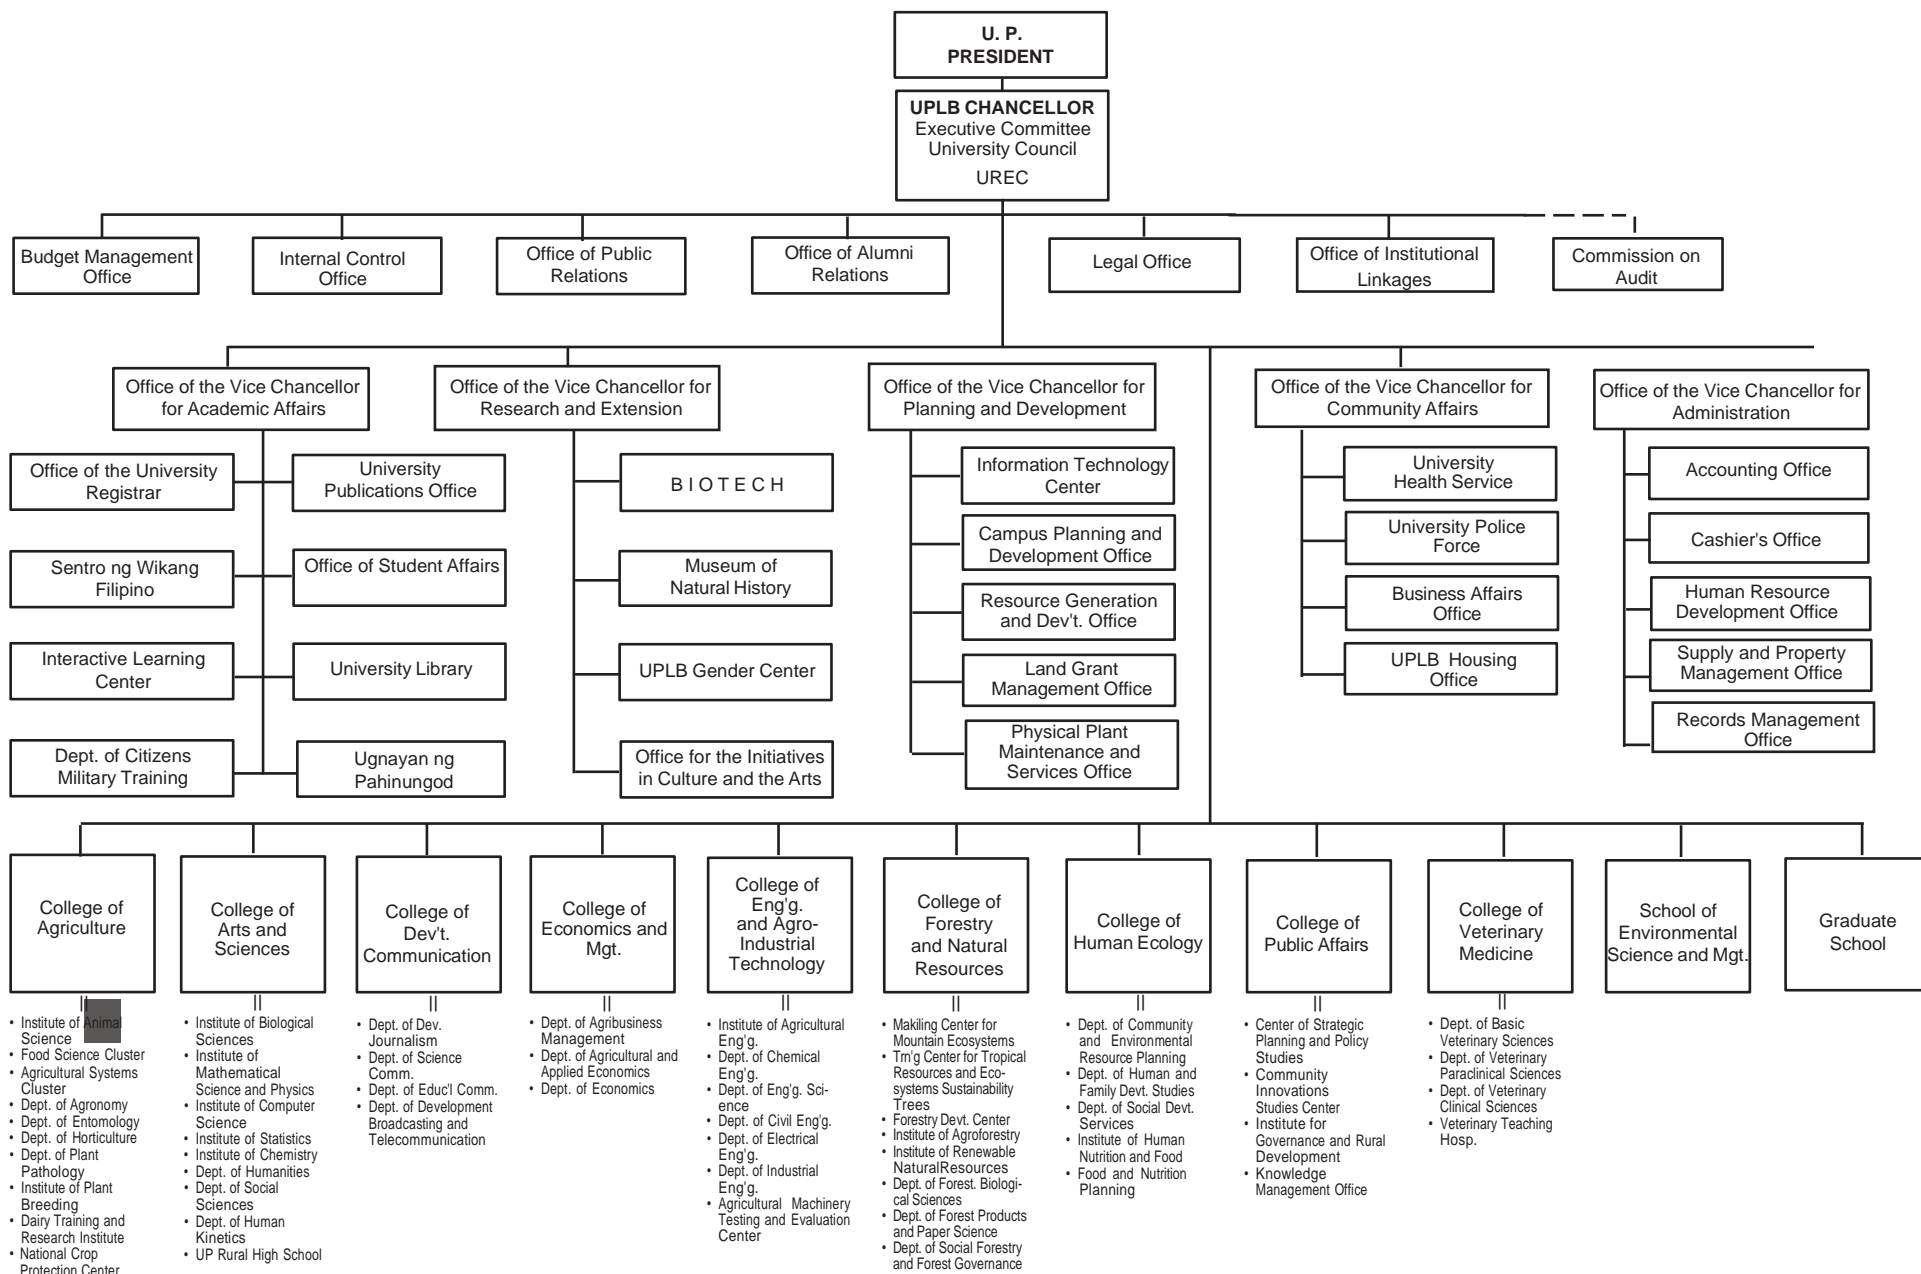 U. P.
PRESIDENT
UPLB CHANCELLOR
Executive Committee
University Council
UREC
Budget Management
Office
Internal Control
Office
Office of Public
Relations
Office of Alumni
Relations
Legal Office
Office of Institutional
Linkages
Commission on
Audit
Office of the Vice Chancellor
for Academic Affairs
Office of the Vice Chancellor for
Research and Extension
Office of the Vice Chancellor for
Planning and Development
Office of the Vice Chancellor for
Community Affairs
Office of the Vice Chancellor for
Administration
Office of the University
Registrar
University
Publications Office
Sentro ng Wikang
Filipino
Office of Student Affairs
Interactive Learning
Center
University Library
Dept. of Citizens
Military Training
Ugnayan ng
Pahinungod
B I O T E C H
Museum of
Natural History
UPLB Gender Center
Office for the Initiatives
in Culture and the Arts
Information Technology
Center
Campus Planning and
Development Office
Resource Generation
and Dev't. Office
Land Grant
Management Office
Physical Plant
Maintenance and
Services Office
University
Health Service
University Police
Force
Business Affairs
Office
UPLB Housing
Office
Accounting Office
Cashier's Office
Human Resource
Development Office
Supply and Property
Management Office
Records Management
Office
College of
Agriculture
• Institute of Animal
Science
• Food Science Cluster
• Agricultural Systems
Cluster
• Dept. of Agronomy
• Dept. of Entomology
• Dept. of Horticulture
• Dept. of Plant
Pathology
• Institute of Plant
Breeding
• Dairy Training and
Research Institute
• National Crop
Protection Center
College of
Arts and
Sciences
• Institute of Biological
Sciences
• Institute of
Mathematical
Science and Physics
• Institute of Computer
Science
• Institute of Statistics
• Institute of Chemistry
• Dept. of Humanities
• Dept. of Social
Sciences
• Dept. of Human
Kinetics
• UP Rural High School
College of
Dev't.
Communication
• Dept. of Dev.
Journalism
• Dept. of Science
Comm.
• Dept. of Educ'l Comm.
• Dept. of Development
Broadcasting and
Telecommunication
College of
Economics and
Mgt.
• Dept. of Agribusiness
Management
• Dept. of Agricultural and
Applied Economics
• Dept. of Economics
College of
Eng'g.
and Agro-
Industrial
Technology
• Institute of Agricultural
Eng'g.
• Dept. of Chemical
Eng'g.
• Dept. of Eng'g. Sci-
ence
• Dept. of Civil Eng'g.
• Dept. of Electrical
Eng'g.
• Dept. of Industrial
Eng'g.
• Agricultural Machinery
Testing and Evaluation
Center
College of
Forestry
and Natural
Resources
• Makiling Center for
Mountain Ecosystems
• Trn'g Center for Tropical
Resources and Eco-
systems Sustainability
Trees
• Forestry Devt. Center
• Institute of Agroforestry
• Institute of Renewable
NaturalResources
• Dept. of Forest. Biologi-
cal Sciences
• Dept. of Forest Products
and Paper Science
• Dept. of Social Forestry
and Forest Governance
College of
Human Ecology
• Dept. of Community
and Environmental
Resource Planning
• Dept. of Human and
Family Devt. Studies
• Dept. of Social Devt.
Services
• Institute of Human
Nutrition and Food
• Food and Nutrition
Planning
College of
Public Affairs
• Center of Strategic
Planning and Policy
Studies
• Community
Innovations
Studies Center
• Institute for
Governance and Rural
Development
• Knowledge
Management Office
College of
Veterinary
Medicine
• Dept. of Basic
Veterinary Sciences
• Dept. of Veterinary
Paraclinical Sciences
• Dept. of Veterinary
Clinical Sciences
• Veterinary Teaching
Hosp.
School of
Environmental
Science and Mgt.
Graduate
School